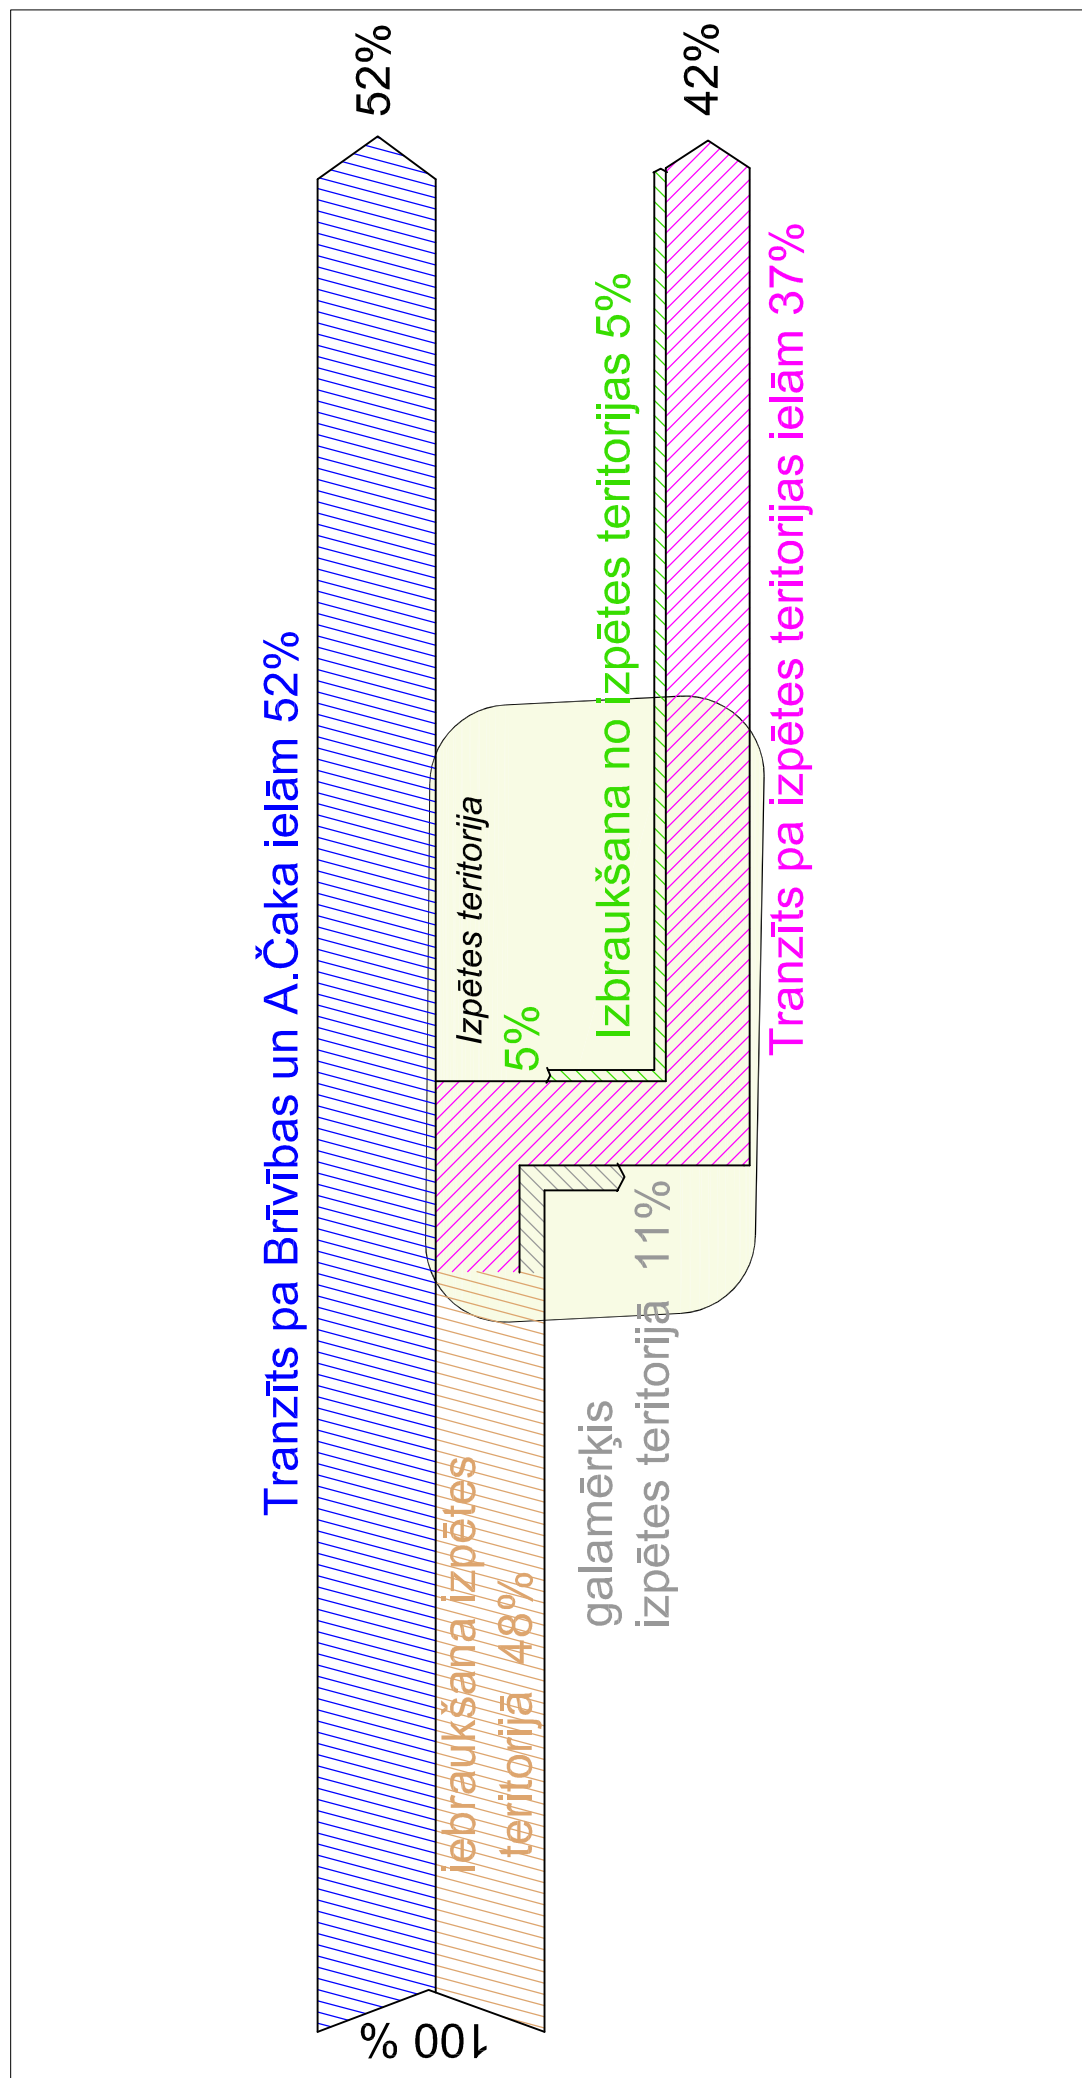 52%
42%
Tranzīts pa Brīvības un A.Čaka ielām 52%
Izpētes teritorija
5%
Izbraukšana no izpētes teritorijas 5%
Tranzīts pa izpētes teritorijas ielām 37%
iebraukšana izpētes
teritorijā 48%
galamērķis
izpētes teritorijā 11%
100 %